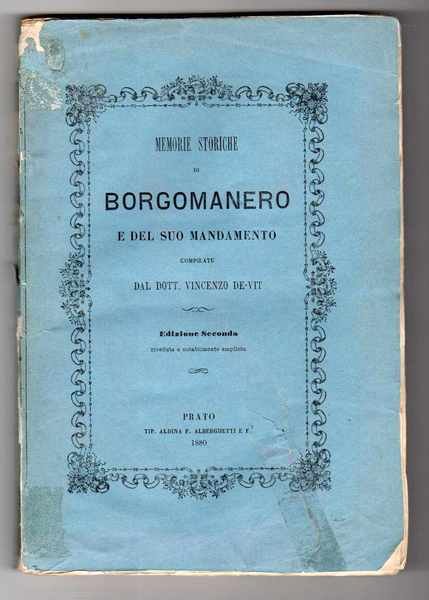 MEMORIE STORICHE
DI
BORGOMANERO
E DEL SUO MANDAMENTO
COMPILATE
DAL DOTT. VINCENZO DE-VIT
Edizione Seconda
riveduta e notabilmente ampliata
PRATO
TIP. ALDINA F. ALBERGHETTI E F.
1880